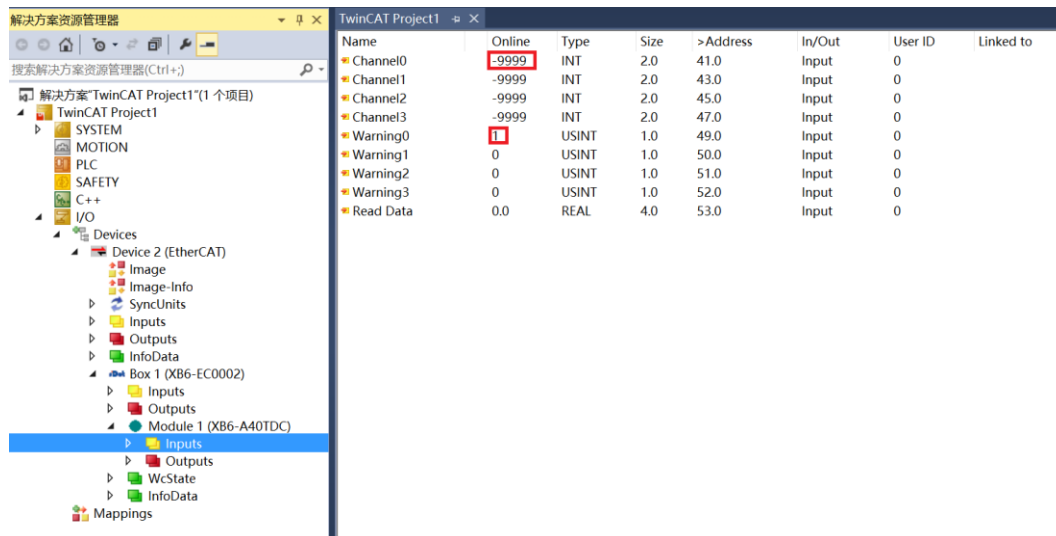 解决方案资源管理器
搜索解决方案资源管理器(Ctrl+;)
解决方案"TwinCAT Project1"(1 个项目)
TwinCAT Project1
SYSTEM
MOTION
PLC
SAFETY
C++
I/O
Devices
Device 2 (EtherCAT)
Image
Image-Info
SyncUnits
Inputs
Outputs
InfoData
Box 1 (XB6-EC0002)
Inputs
Outputs
Module 1 (XB6-A40TDC)
Inputs
Outputs
WcState
InfoData
Mappings
TwinCAT Project1
Name Online Type Size >Address In/Out User ID Linked to
Channel0 -9999 INT 2.0 41.0 Input 0
Channel1 -9999 INT 2.0 43.0 Input 0
Channel2 -9999 INT 2.0 45.0 Input 0
Channel3 -9999 INT 2.0 47.0 Input 0
Warning0 1 USINT 1.0 49.0 Input 0
Warning1 0 USINT 1.0 50.0 Input 0
Warning2 0 USINT 1.0 51.0 Input 0
Warning3 0 USINT 1.0 52.0 Input 0
Read Data 0.0 REAL 4.0 53.0 Input 0